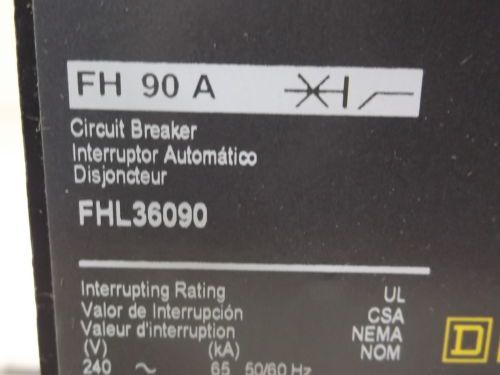 FH 90 A
Circuit Breaker
Interruptor Automático
Disjoncteur
FHL36090
Interrupting Rating UL
Valor de Interrupción CSA
Valeur d'interruption NEMA
(V) (kA) NOM
240 ~ 65 50/60 Hz
D